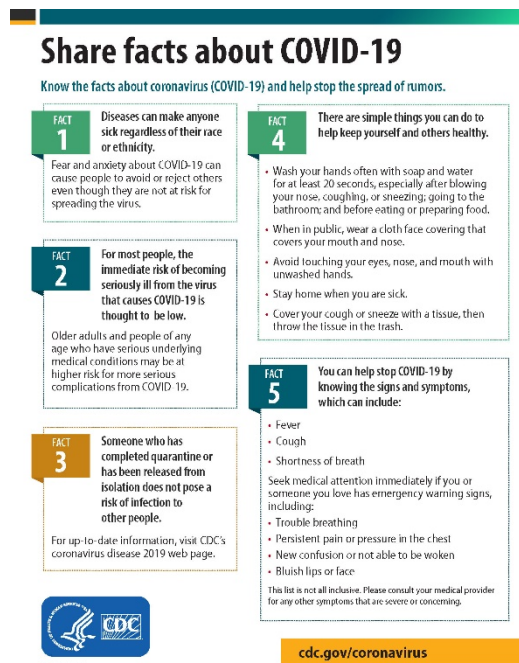 Share facts about COVID-19
Know the facts about coronavirus (COVID-19) and help stop the spread of rumors.
FACT
1
Diseases can make anyone
sick regardless of their race
or ethnicity.
Fear and anxiety about COVID-19 can
cause people to avoid or reject others
even though they are not at risk for
spreading the virus.
FACT
2
For most people, the
immediate risk of becoming
seriously ill from the virus
that causes COVID-19 is
thought to be low.
Older adults and people of any
age who have serious underlying
medical conditions may be at
higher risk for more serious
complications from COVID-19.
FACT
3
Someone who has
completed quarantine or
has been released from
isolation does not pose a
risk of infection to
other people.
For up-to-date information, visit CDC's
coronavirus disease 2019 web page.
FACT
4
There are simple things you can do to
help keep yourself and others healthy.
• Wash your hands often with soap and water
for at least 20 seconds, especially after blowing
your nose, coughing, or sneezing; going to the
bathroom; and before eating or preparing food.
• When in public, wear a cloth face covering that
covers your mouth and nose.
• Avoid touching your eyes, nose, and mouth with
unwashed hands.
• Stay home when you are sick.
• Cover your cough or sneeze with a tissue, then
throw the tissue in the trash.
FACT
5
You can help stop COVID-19 by
knowing the signs and symptoms,
which can include:
• Fever
• Cough
• Shortness of breath
Seek medical attention immediately if you or
someone you love has emergency warning signs,
including:
• Trouble breathing
• Persistent pain or pressure in the chest
• New confusion or not able to be woken
• Bluish lips or face
This list is not all inclusive. Please consult your medical provider
for any other symptoms that are severe or concerning.
CDC
cdc.gov/coronavirus